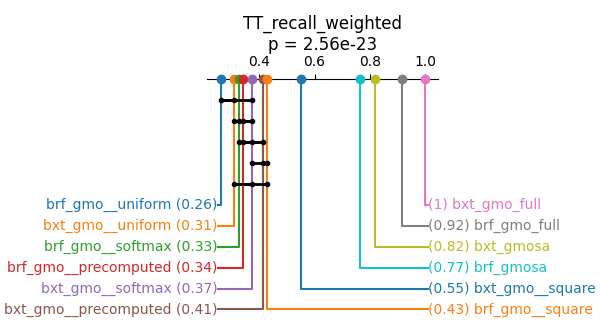 TT_recall_weighted
p = 2.56e-23
0.4 0.6 0.8 1.0
brf_gmo__uniform (0.26)
(1) bxt_gmo_full
bxt_gmo__uniform (0.31)
(0.92) brf_gmo_full
brf_gmo__softmax (0.33)
(0.82) bxt_gmosa
brf_gmo__precomputed (0.34)
(0.77) brf_gmosa
bxt_gmo__softmax (0.37)
(0.55) bxt_gmo__square
bxt_gmo__precomputed (0.41)
(0.43) brf_gmo__square